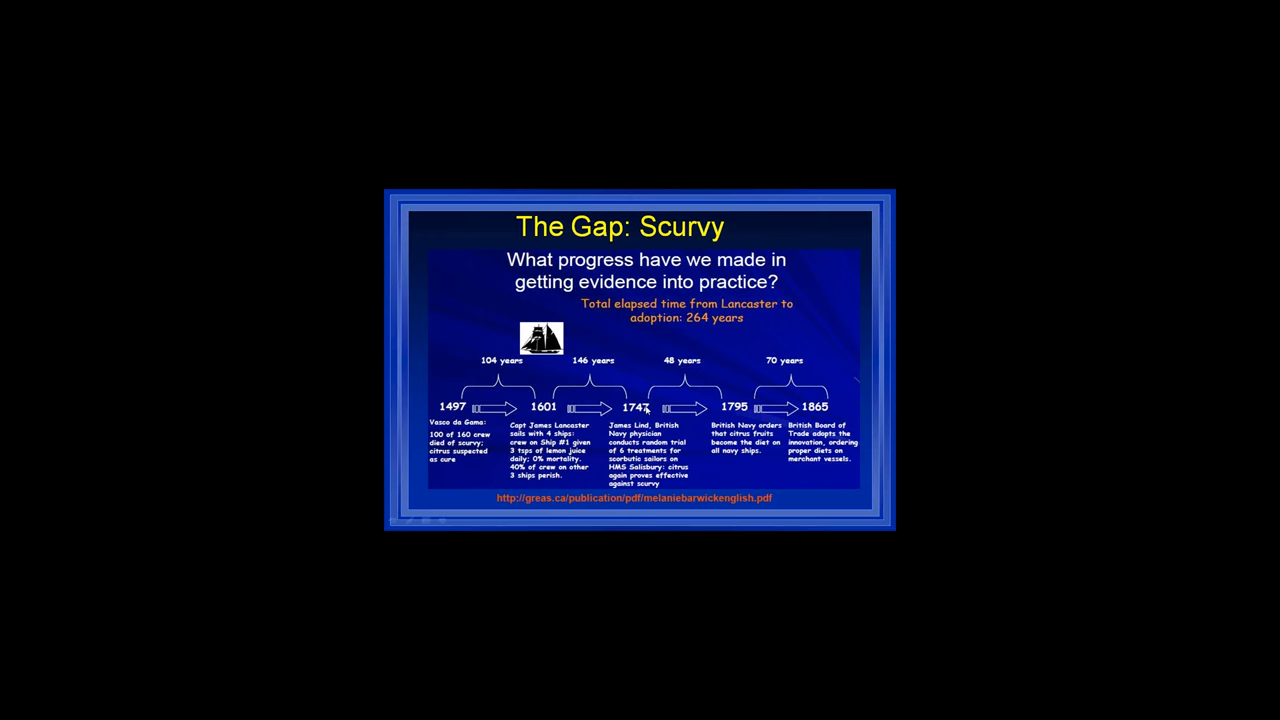 The Gap: Scurvy
What progress have we made in
getting evidence into practice?
Total elapsed time from Lancaster to
adoption: 264 years
104 years
146 years
48 years
70 years
1497
1601
1747
1795
1865
Vasco da Gama:
100 of 160 crew
died of scurvy;
citrus suspected
as cure
Capt James Lancaster
sails with 4 ships:
crew on Ship #1 given
3 tsps of lemon juice
daily; 0% mortality.
40% of crew on other
3 ships perish.
James Lind, British
Navy physician
conducts random trial
of 6 treatments for
scorbutic sailors on
HMS Salisbury: citrus
again proves effective
against scurvy
British Navy orders
that citrus fruits
become the diet on
all navy ships.
British Board of
Trade adopts the
innovation, ordering
proper diets on
merchant vessels.
http://greas.ca/publication/pdf/melaniebarwickenglish.pdf